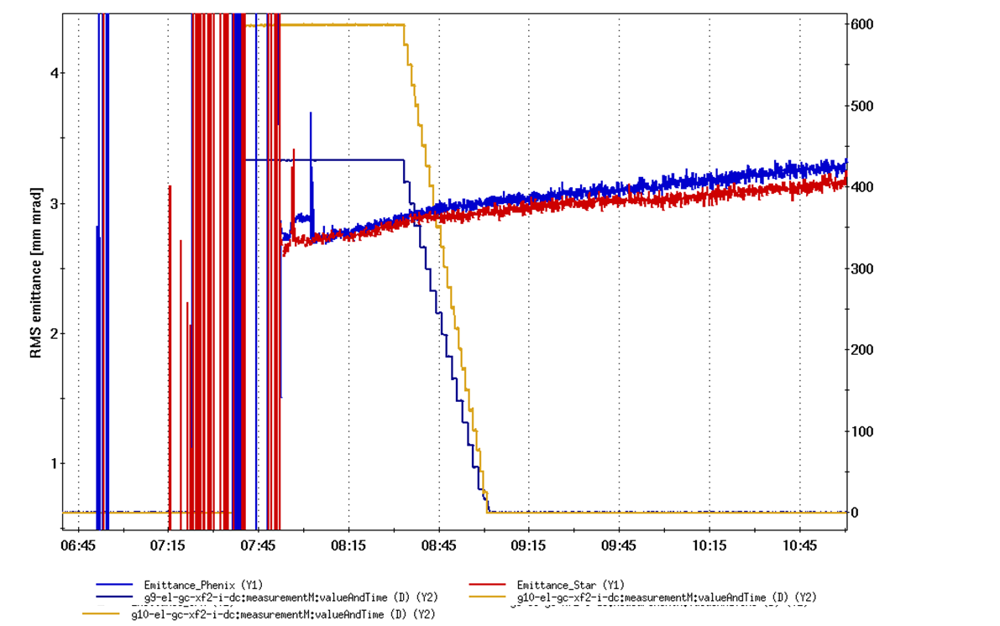 600
4
500
3
400
RMS emittance [mm mrad]
300
2
200
100
1
0
06:45 07:15 07:45 08:15 08:45 09:15 09:45 10:15 10:45
Emittance_Phenix (Y1) Emittance_Star (Y1)
g9-el-gc-xf2-i-dc:measurementM:valueAndTime (D) (Y2) g10-el-gc-xf2-i-dc:measurementM:valueAndTime (D) (Y2)
g10-el-gc-xf2-i-dc:measurementM:valueAndTime (D) (Y2)